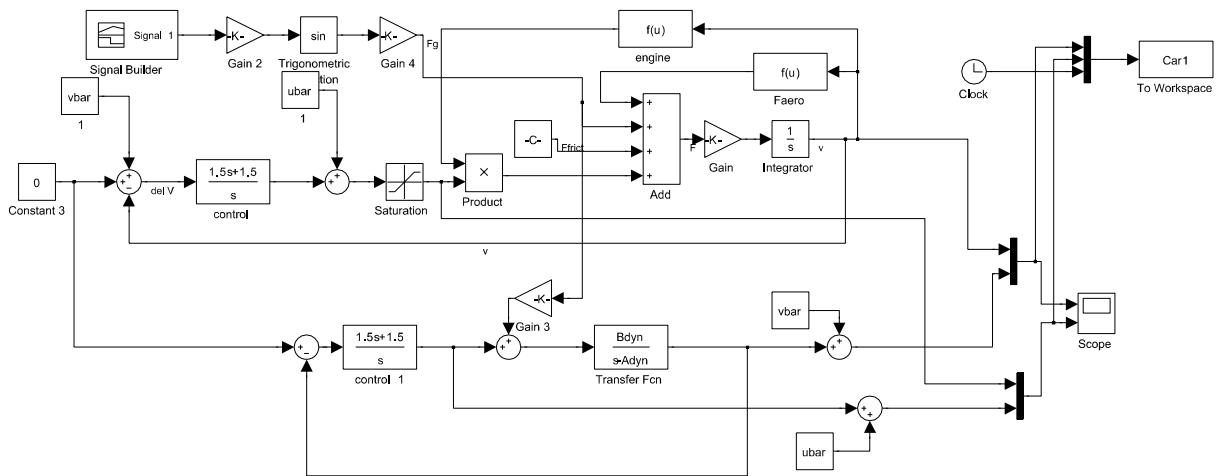 Signal 1
Signal Builder
-K-
Gain 2
sin
Trigonometric
tion
-K-
Gain 4
Fg
f(u)
engine
f(u)
Faero
Clock
Car1
To Workspace
vbar
1
ubar
1
-C-
Ffrict
+
+
+
+
Add
F
-K-
Gain
1
s
Integrator
v
0
Constant 3
+
+
−
del V
1.5s+1.5
s
control
+
+
Saturation
×
Product
v
-K-
Gain 3
vbar
+
−
1.5s+1.5
s
control 1
+
+
Bdyn
s-Adyn
Transfer Fcn
+
+
Scope
+
+
ubar